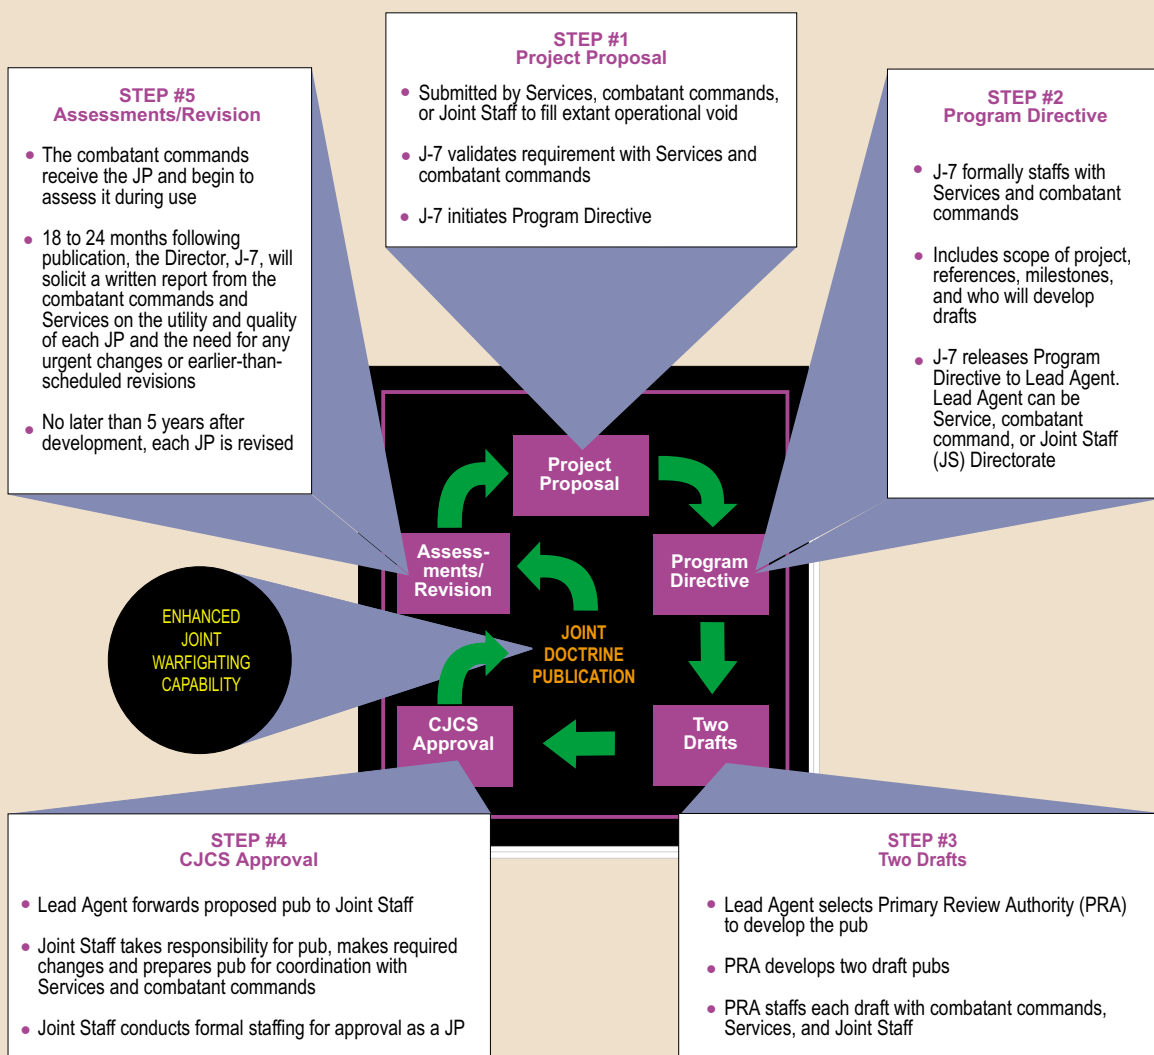 STEP #1
Project Proposal
• Submitted by Services, combatant commands,
or Joint Staff to fill extant operational void
• J-7 validates requirement with Services and
combatant commands
• J-7 initiates Program Directive
STEP #5
Assessments/Revision
• The combatant commands
receive the JP and begin to
assess it during use
• 18 to 24 months following
publication, the Director, J-7, will
solicit a written report from the
combatant commands and
Services on the utility and quality
of each JP and the need for any
urgent changes or earlier-than-
scheduled revisions
• No later than 5 years after
development, each JP is revised
STEP #2
Program Directive
• J-7 formally staffs with
Services and combatant
commands
• Includes scope of project,
references, milestones,
and who will develop
drafts
• J-7 releases Program
Directive to Lead Agent.
Lead Agent can be
Service, combatant
command, or Joint Staff
(JS) Directorate
Project
Proposal
Assess-
ments/
Revision
Program
Directive
ENHANCED
JOINT
WARFIGHTING
CAPABILITY
JOINT
DOCTRINE
PUBLICATION
CJCS
Approval
Two
Drafts
STEP #4
CJCS Approval
• Lead Agent forwards proposed pub to Joint Staff
• Joint Staff takes responsibility for pub, makes required
changes and prepares pub for coordination with
Services and combatant commands
• Joint Staff conducts formal staffing for approval as a JP
STEP #3
Two Drafts
• Lead Agent selects Primary Review Authority (PRA)
to develop the pub
• PRA develops two draft pubs
• PRA staffs each draft with combatant commands,
Services, and Joint Staff